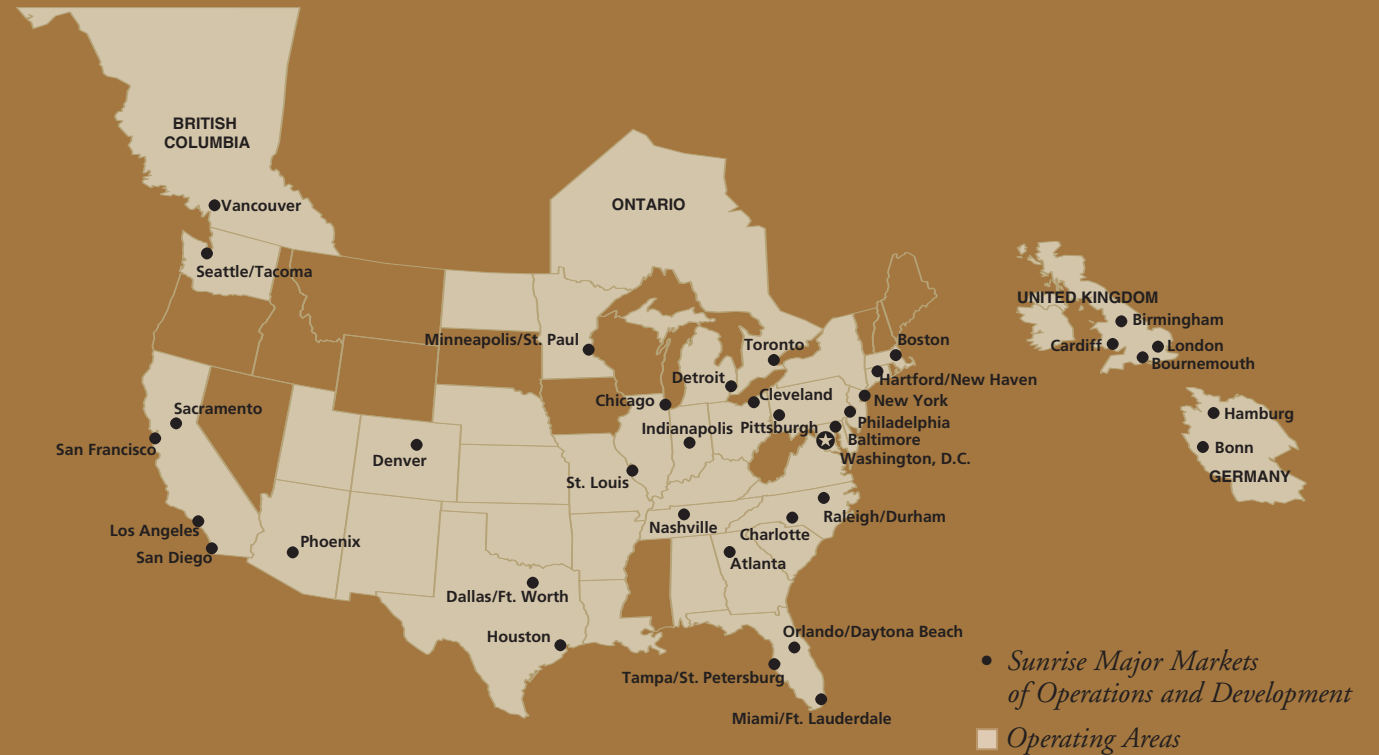 BRITISH
COLUMBIA
Vancouver
Seattle/Tacoma
ONTARIO
Minneapolis/St. Paul
Toronto
Boston
Detroit
Hartford/New Haven
Chicago
Cleveland
New York
Sacramento
Indianapolis
Pittsburgh
Philadelphia
Baltimore
San Francisco
Denver
Washington, D.C.
St. Louis
Nashville
Raleigh/Durham
Los Angeles
Charlotte
Phoenix
San Diego
Atlanta
Dallas/Ft. Worth
Houston
Orlando/Daytona Beach
Tampa/St. Petersburg
Miami/Ft. Lauderdale
UNITED KINGDOM
Birmingham
Cardiff
London
Bournemouth
Hamburg
Bonn
GERMANY
Sunrise Major Markets
of Operations and Development
Operating Areas